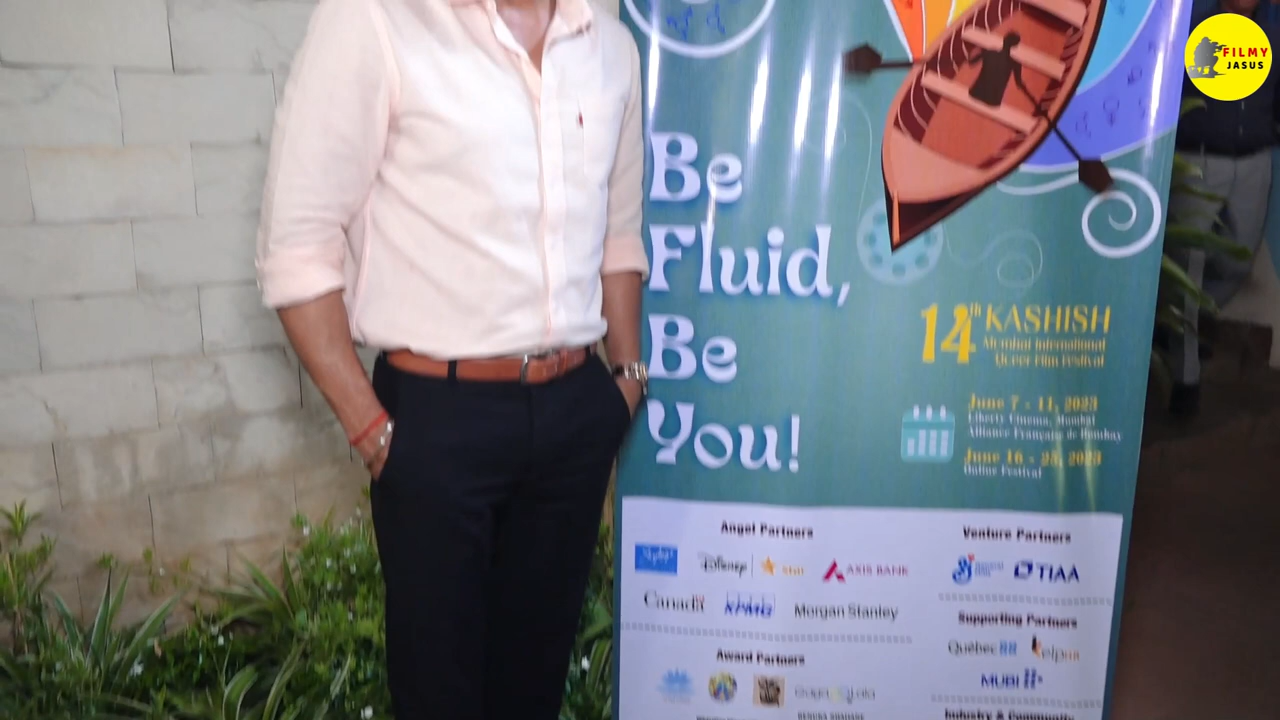 FILMY
JASUS
Be
Fluid,
Be
You!
14th KASHISH
Mumbai International
Queer Film Festival
June 7 - 11, 2023
Liberty Cinema, Mumbai
Alliance Française de Bombay
June 16 - 25, 2023
Online Festival
Angel Partners
Disney star AXIS BANK
Canada KPMG Morgan Stanley
Award Partners
Venture Partners
TIAA
Supporting Partners
Québec
MUBI
Industry & Community